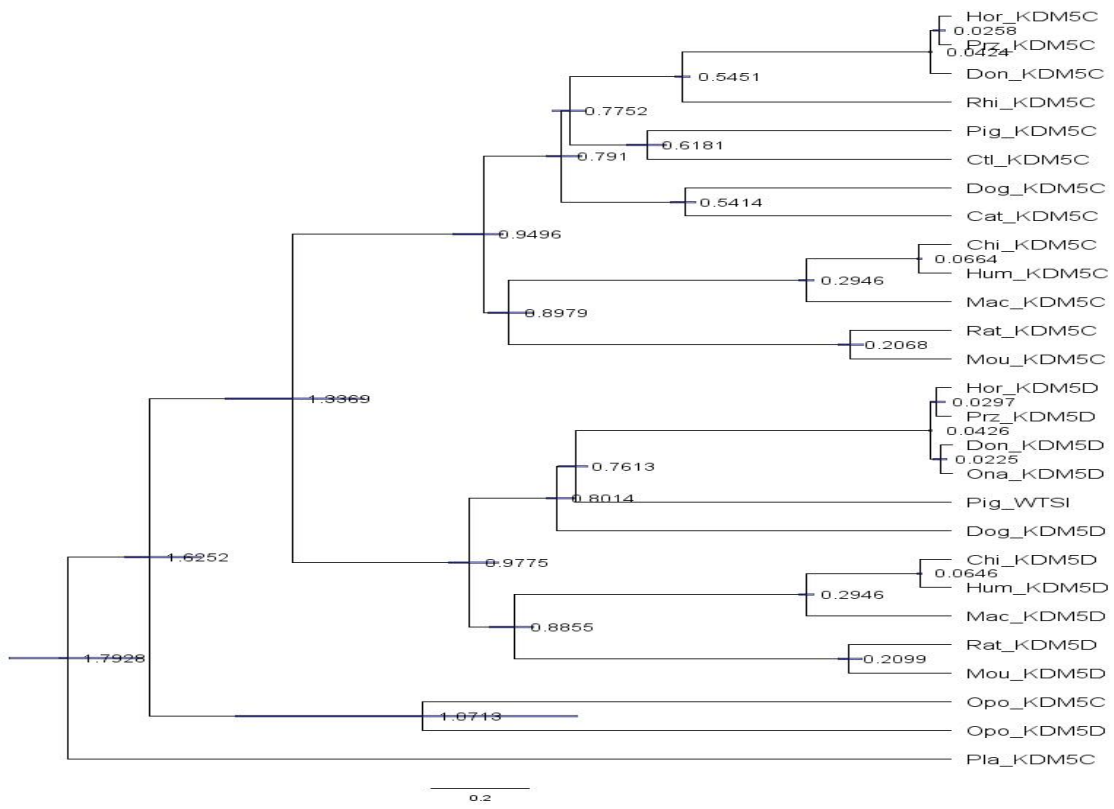 Hor_KDM5C
0.0258
Prz_KDM5C
0.0424
Don_KDM5C
0.5451
Rhi_KDM5C
0.7752
Pig_KDM5C
0.6181
0.791
Ctl_KDM5C
Dog_KDM5C
0.5414
Cat_KDM5C
0.9496
Chi_KDM5C
0.0664
Hum_KDM5C
0.2946
Mac_KDM5C
0.8979
Rat_KDM5C
0.2068
Mou_KDM5C
Hor_KDM5D
1.3369
0.0297
Prz_KDM5D
0.0426
Don_KDM5D
0.0225
0.7613
Ona_KDM5D
0.8014
Pig_WTSI
Dog_KDM5D
1.6252
0.9775
Chi_KDM5D
0.0646
Hum_KDM5D
0.2946
Mac_KDM5D
0.8855
Rat_KDM5D
1.7928
0.2099
Mou_KDM5D
Opo_KDM5C
1.0713
Opo_KDM5D
Pla_KDM5C
0.2